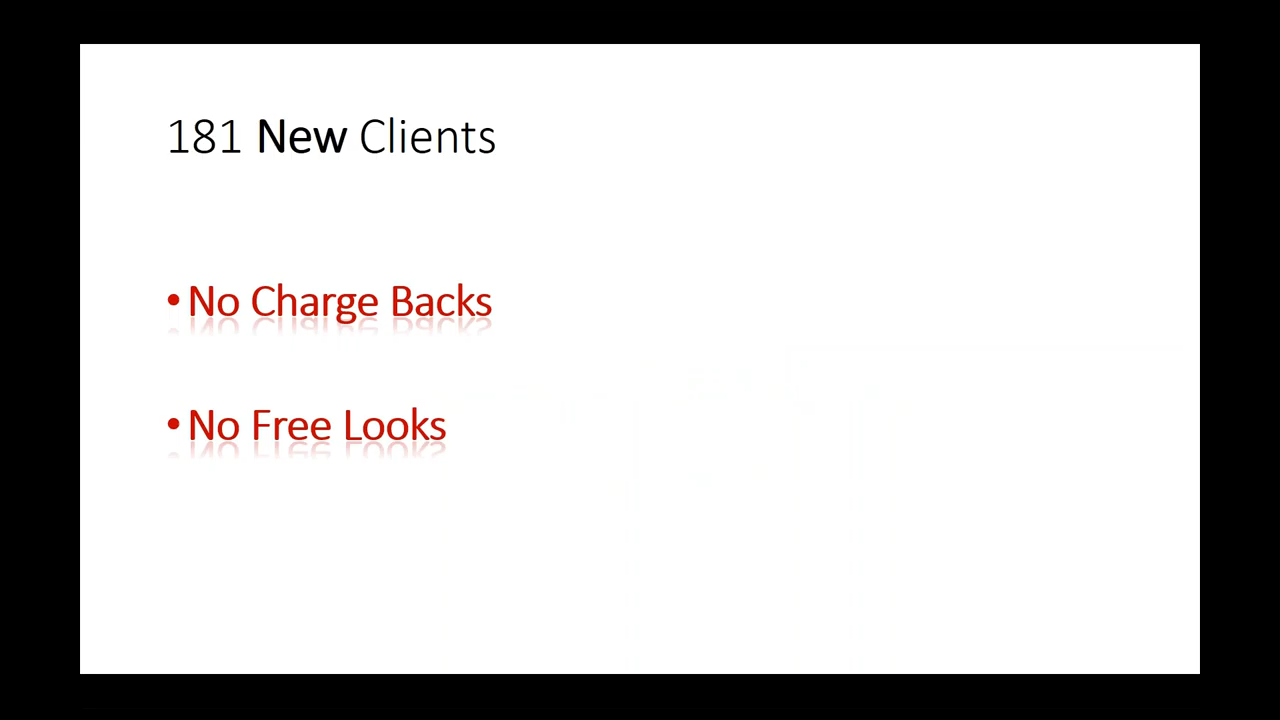 181 New Clients
• No Charge Backs
• No Free Looks